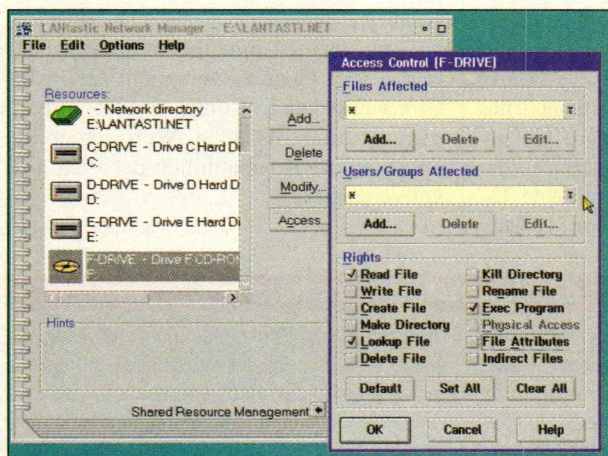 LANtastic Network Manager - E:\LANTASTI.NET
File Edit Options Help
Resources:
. - Network directory
E:\LANTASTI.NET
C-DRIVE - Drive C Hard Di
C:
D-DRIVE - Drive D Hard D
D:
E-DRIVE - Drive E Hard Di
E:
F-DRIVE - Drive F CD-ROM
F:
Add...
Delete
Modify...
Access...
Hints
Shared Resource Management
Access Control [F-DRIVE]
Files Affected
*
Add... Delete Edit...
Users/Groups Affected
*
Add... Delete Edit...
Rights
Read File Kill Directory
Write File Rename File
Create File Exec Program
Make Directory Physical Access
Lookup File File Attributes
Delete File Indirect Files
Default Set All Clear All
OK Cancel Help